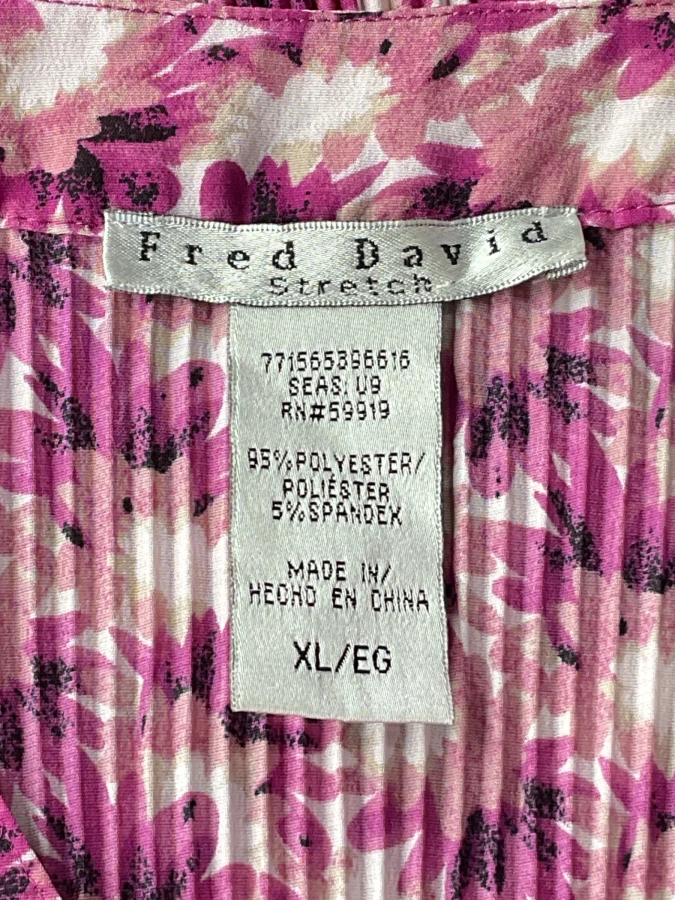 Fred David
Stretch
771565396616
SEAS: U9
RN#59919
95%POLYESTER/
POLIÉSTER
5%SPANDEX
MADE IN/
HECHO EN CHINA
XL/EG